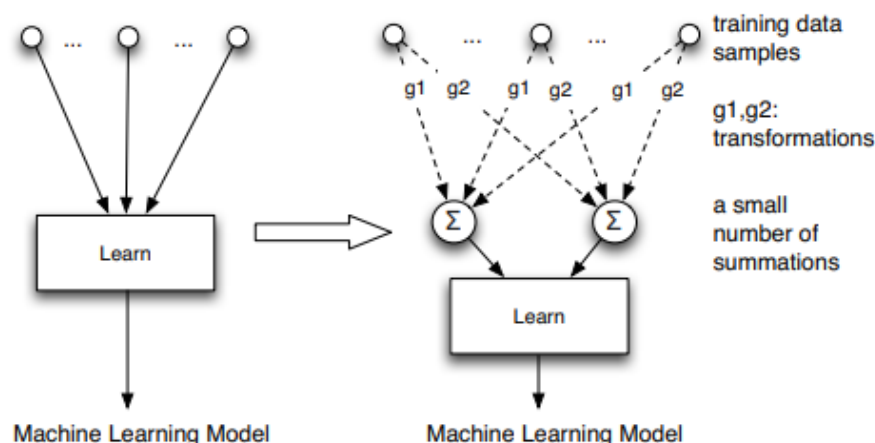 ... ...
... ...
training data
samples
g1 g2 g1 g2 g1 g2
g1,g2:
transformations
Σ Σ
a small
number of
summations
Learn
Learn
Machine Learning Model
Machine Learning Model